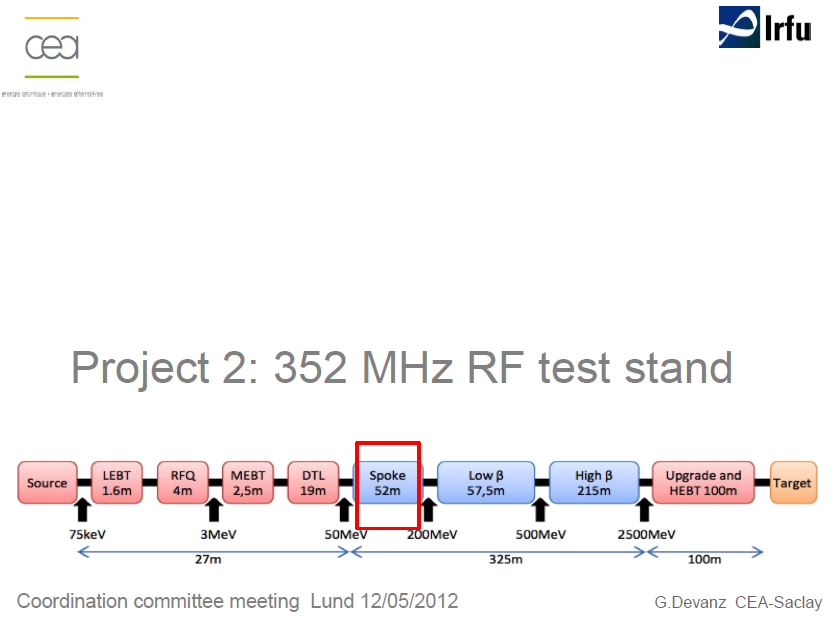 cea
énergie atomique • énergies alternatives
Irfu
Project 2: 352 MHz RF test stand
Source
LEBT
1.6m
RFQ
4m
MEBT
2,5m
DTL
19m
Spoke
52m
Low β
57,5m
High β
215m
Upgrade and
HEBT 100m
Target
75keV
3MeV
50MeV
200MeV
500MeV
2500MeV
27m
325m
100m
Coordination committee meeting Lund 12/05/2012
G.Devanz CEA-Saclay